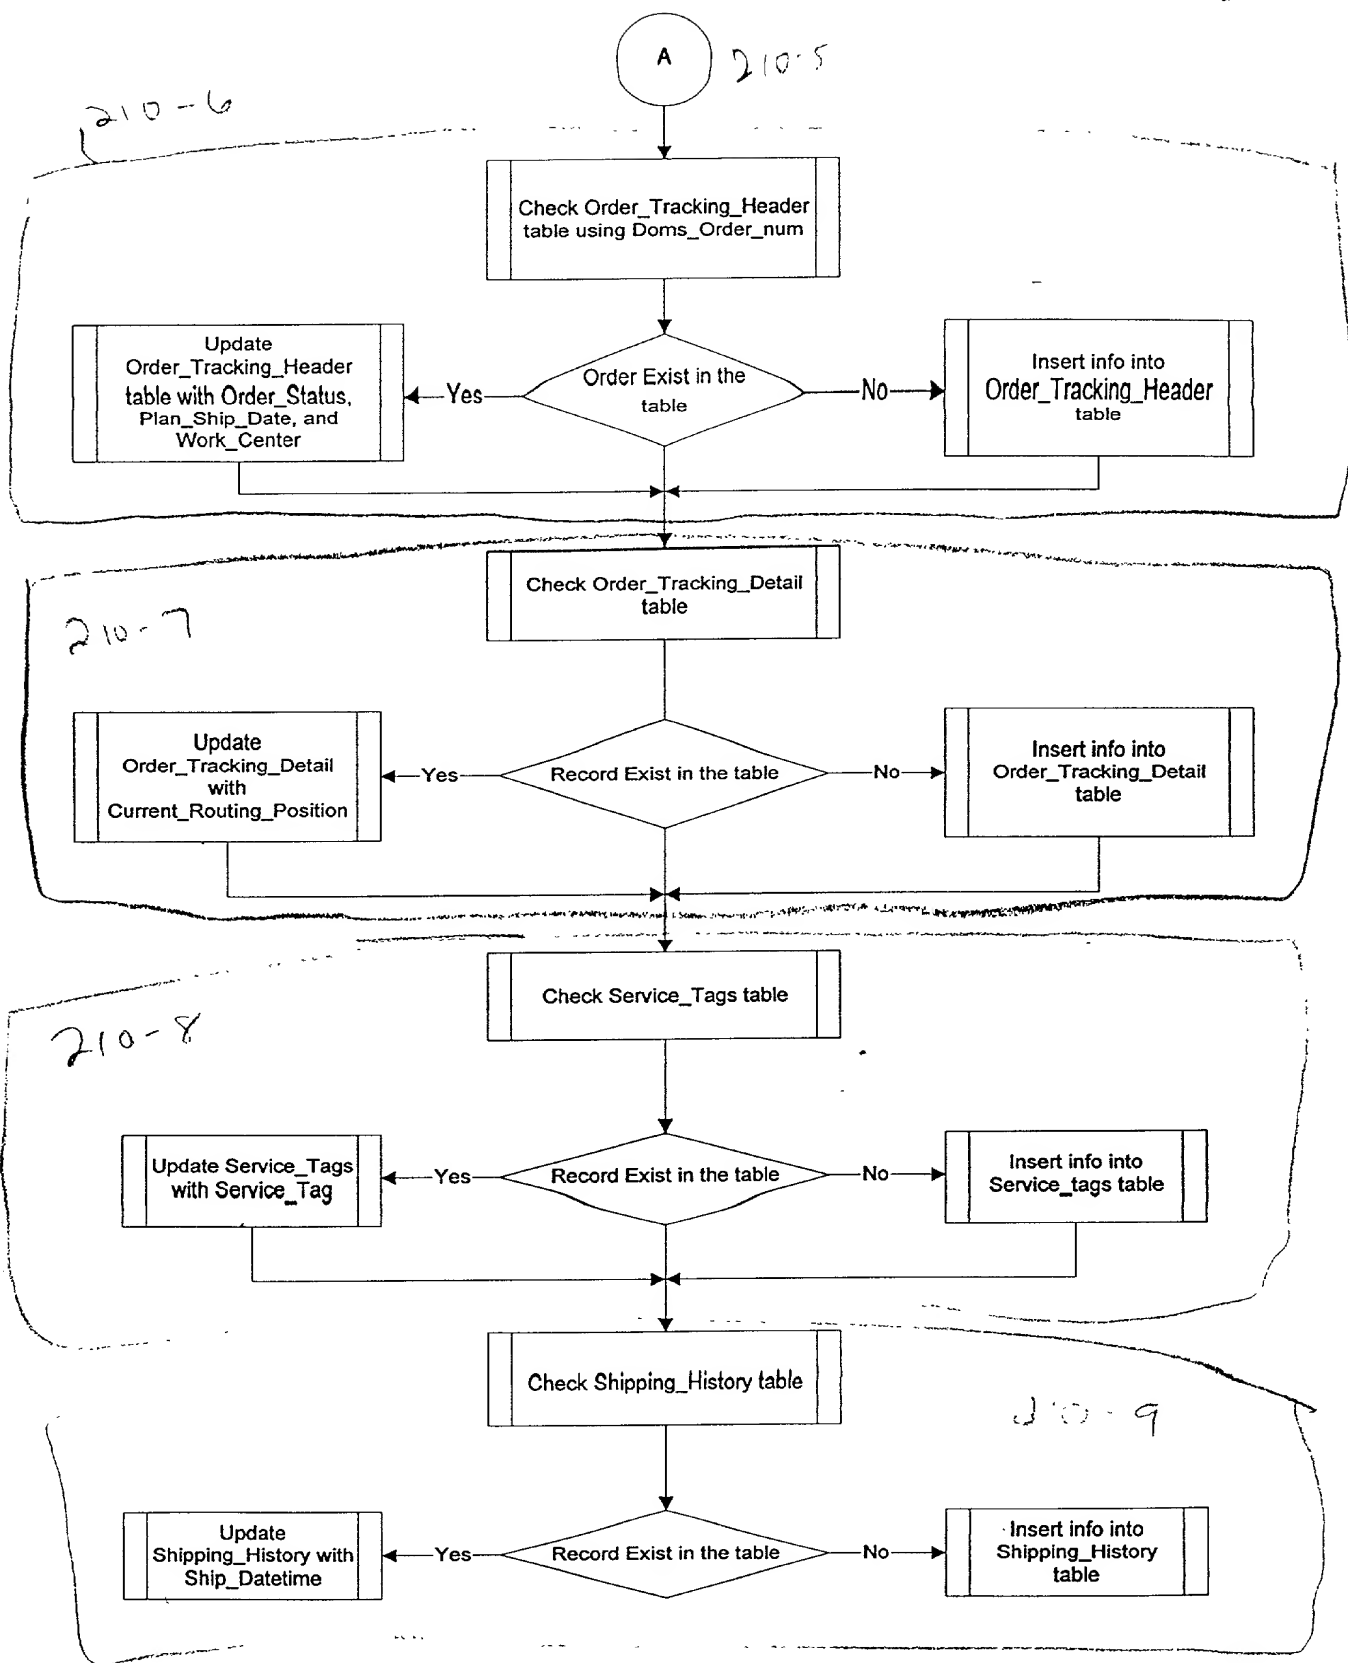 A
210-5
210-6
Check Order_Tracking_Header
table using Doms_Order_num
Update
Order_Tracking_Header
table with Order_Status,
Plan_Ship_Date, and
Work_Center
Yes
Order Exist in the
table
No
Insert info into
Order_Tracking_Header
table
Check Order_Tracking_Detail
table
210-7
Update
Order_Tracking_Detail
with
Current_Routing_Position
Yes
Record Exist in the table
No
Insert info into
Order_Tracking_Detail
table
Check Service_Tags table
210-8
Update Service_Tags
with Service_Tag
Yes
Record Exist in the table
No
Insert info into
Service_tags table
Check Shipping_History table
210-9
Update
Shipping_History with
Ship_Datetime
Yes
Record Exist in the table
No
Insert info into
Shipping_History
table